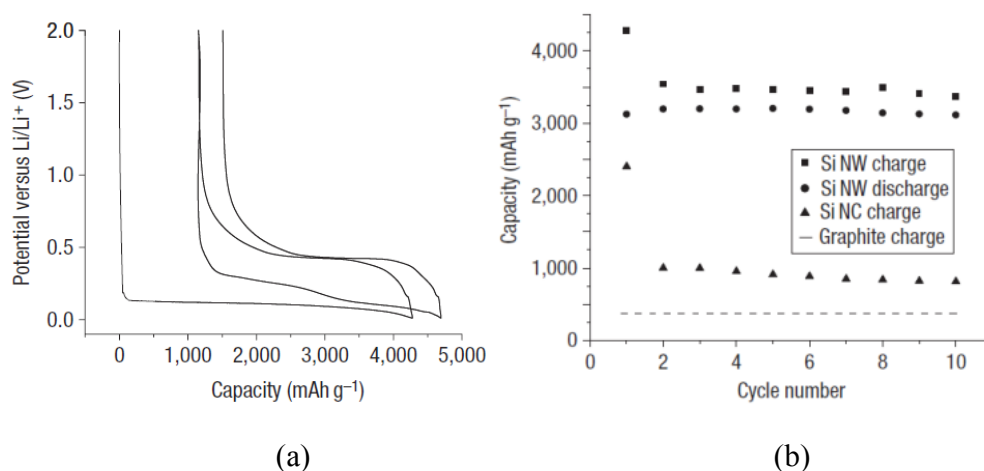 2.0
1.5
1.0
0.5
0.0
Potential versus Li/Li+ (V)
0 1,000 2,000 3,000 4,000 5,000
Capacity (mAh g⁻¹)
(a)
4,000
3,000
2,000
1,000
0
Capacity (mAh g⁻¹)
Si NW charge
Si NW discharge
Si NC charge
Graphite charge
0 2 4 6 8 10
Cycle number
(b)